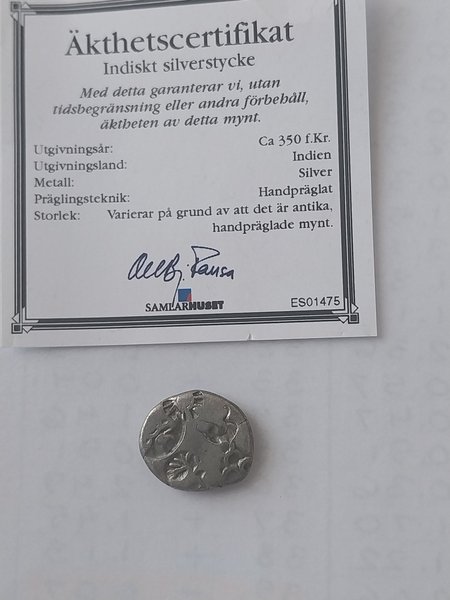 Äkthetscertifikat
Indiskt silverstycke
Med detta garanterar vi, utan
tidsbegränsning eller andra förbehåll,
äktheten av detta mynt.
Utgivningsår: Ca 350 f.Kr.
Utgivningsland: Indien
Metall: Silver
Präglingsteknik: Handpräglat
Storlek: Varierar på grund av att det är antika,
handpräglade mynt.
SAMLARHUSET
ES01475